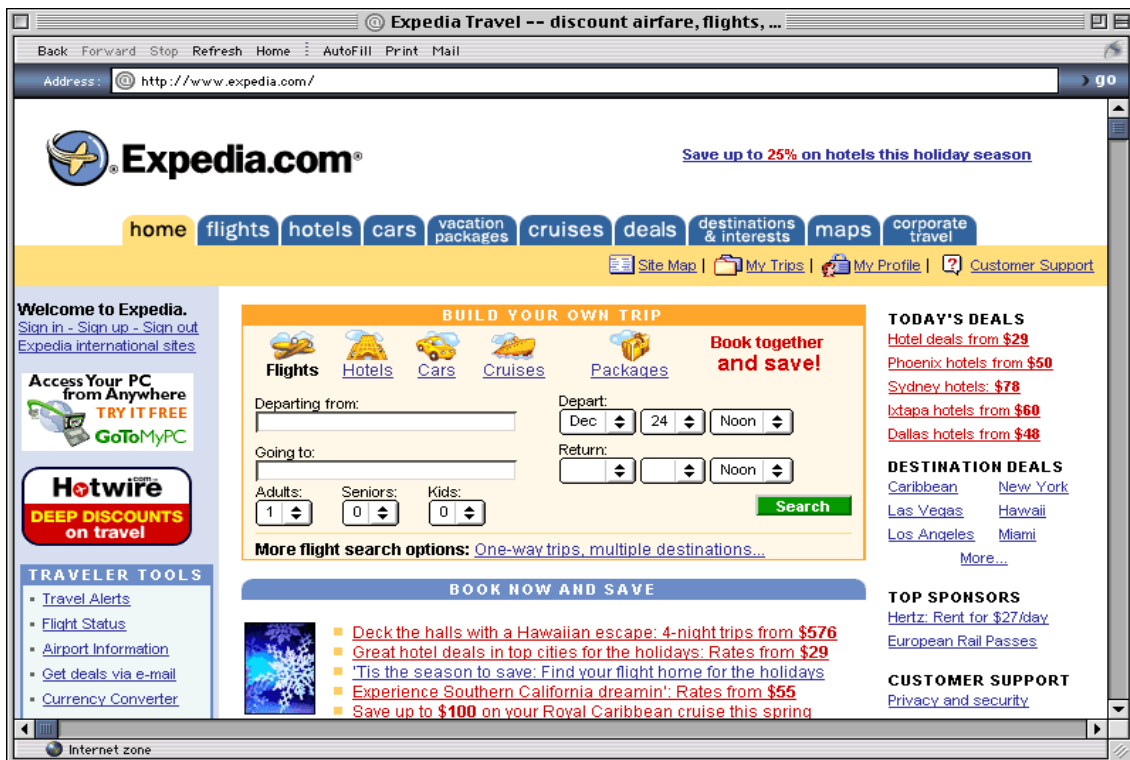 @ Expedia Travel -- discount airfare, flights, ...
Back Forward Stop Refresh Home AutoFill Print Mail
Address: @ http://www.expedia.com/ go
Expedia.com®
Save up to 25% on hotels this holiday season
home flights hotels cars vacation packages cruises deals destinations & interests maps corporate travel
Site Map | My Trips | My Profile | Customer Support
Welcome to Expedia.
Sign in - Sign up - Sign out
Expedia international sites
Access Your PC
from Anywhere
TRY IT FREE
GoToMyPC
Hotwire.com
DEEP DISCOUNTS
on travel
TRAVELER TOOLS
Travel Alerts
Flight Status
Airport Information
Get deals via e-mail
Currency Converter
BUILD YOUR OWN TRIP
Flights Hotels Cars Cruises Packages
Book together
and save!
Departing from:
Depart:
Dec 24 Noon
Going to:
Return:
Noon
Adults: Seniors: Kids:
1 0 0
Search
More flight search options: One-way trips, multiple destinations...
BOOK NOW AND SAVE
Deck the halls with a Hawaiian escape: 4-night trips from $576
Great hotel deals in top cities for the holidays: Rates from $29
'Tis the season to save: Find your flight home for the holidays
Experience Southern California dreamin': Rates from $55
Save up to $100 on your Royal Caribbean cruise this spring
TODAY'S DEALS
Hotel deals from $29
Phoenix hotels from $50
Sydney hotels: $78
Ixtapa hotels from $60
Dallas hotels from $48
DESTINATION DEALS
Caribbean New York
Las Vegas Hawaii
Los Angeles Miami
More...
TOP SPONSORS
Hertz: Rent for $27/day
European Rail Passes
CUSTOMER SUPPORT
Privacy and security
Internet zone